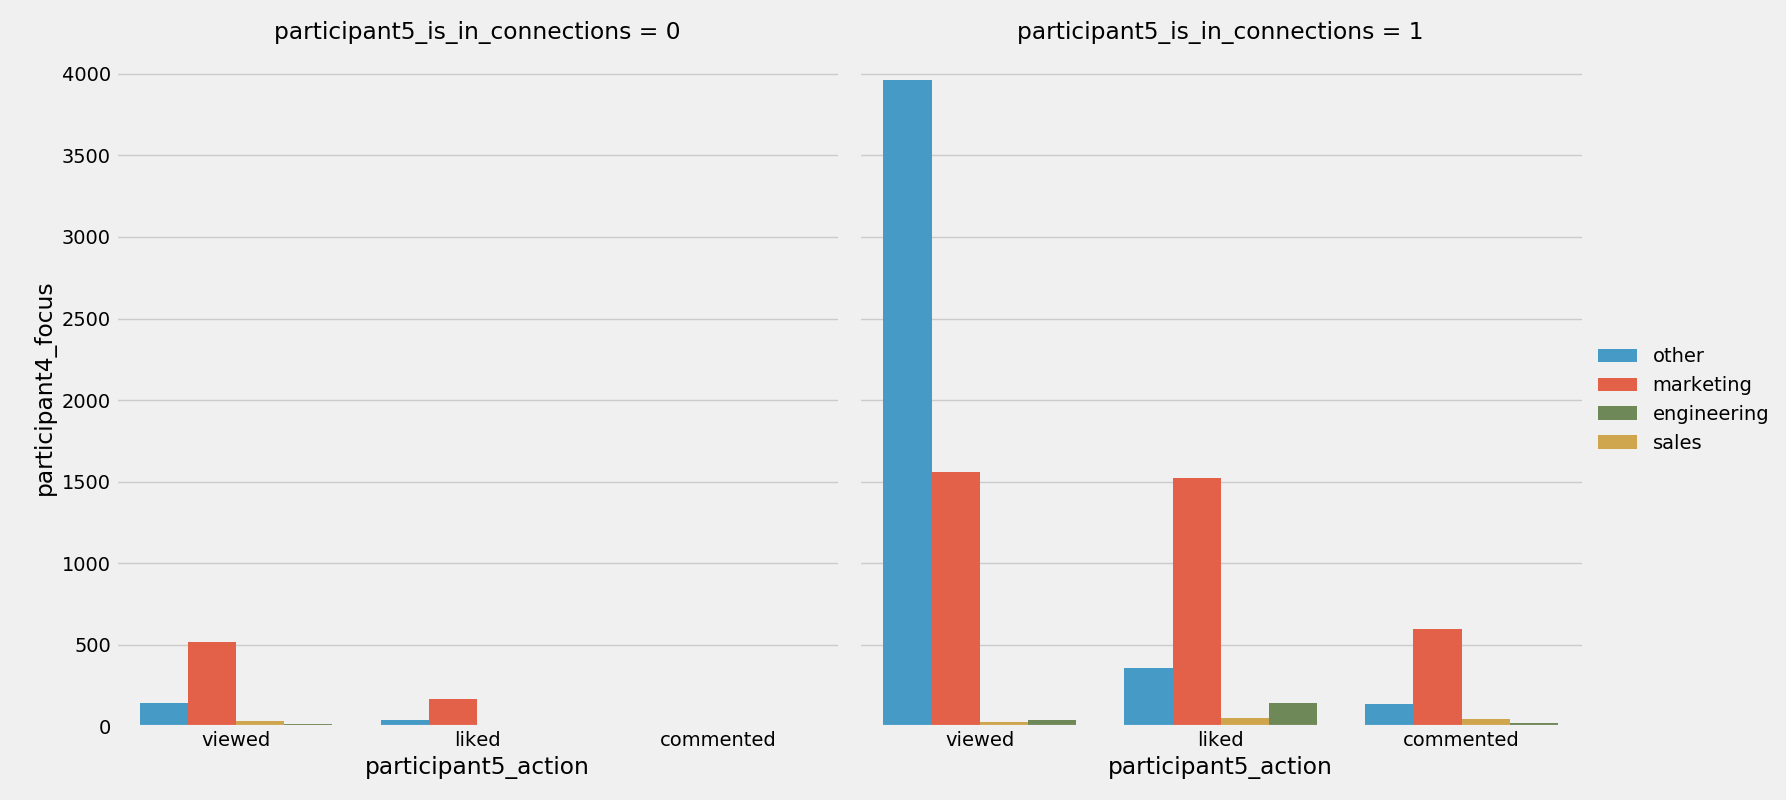 participant5_is_in_connections = 0
participant5_is_in_connections = 1
participant4_focus
4000
3500
3000
2500
2000
1500
1000
500
0
viewed
liked
commented
viewed
liked
commented
participant5_action
participant5_action
other
marketing
engineering
sales